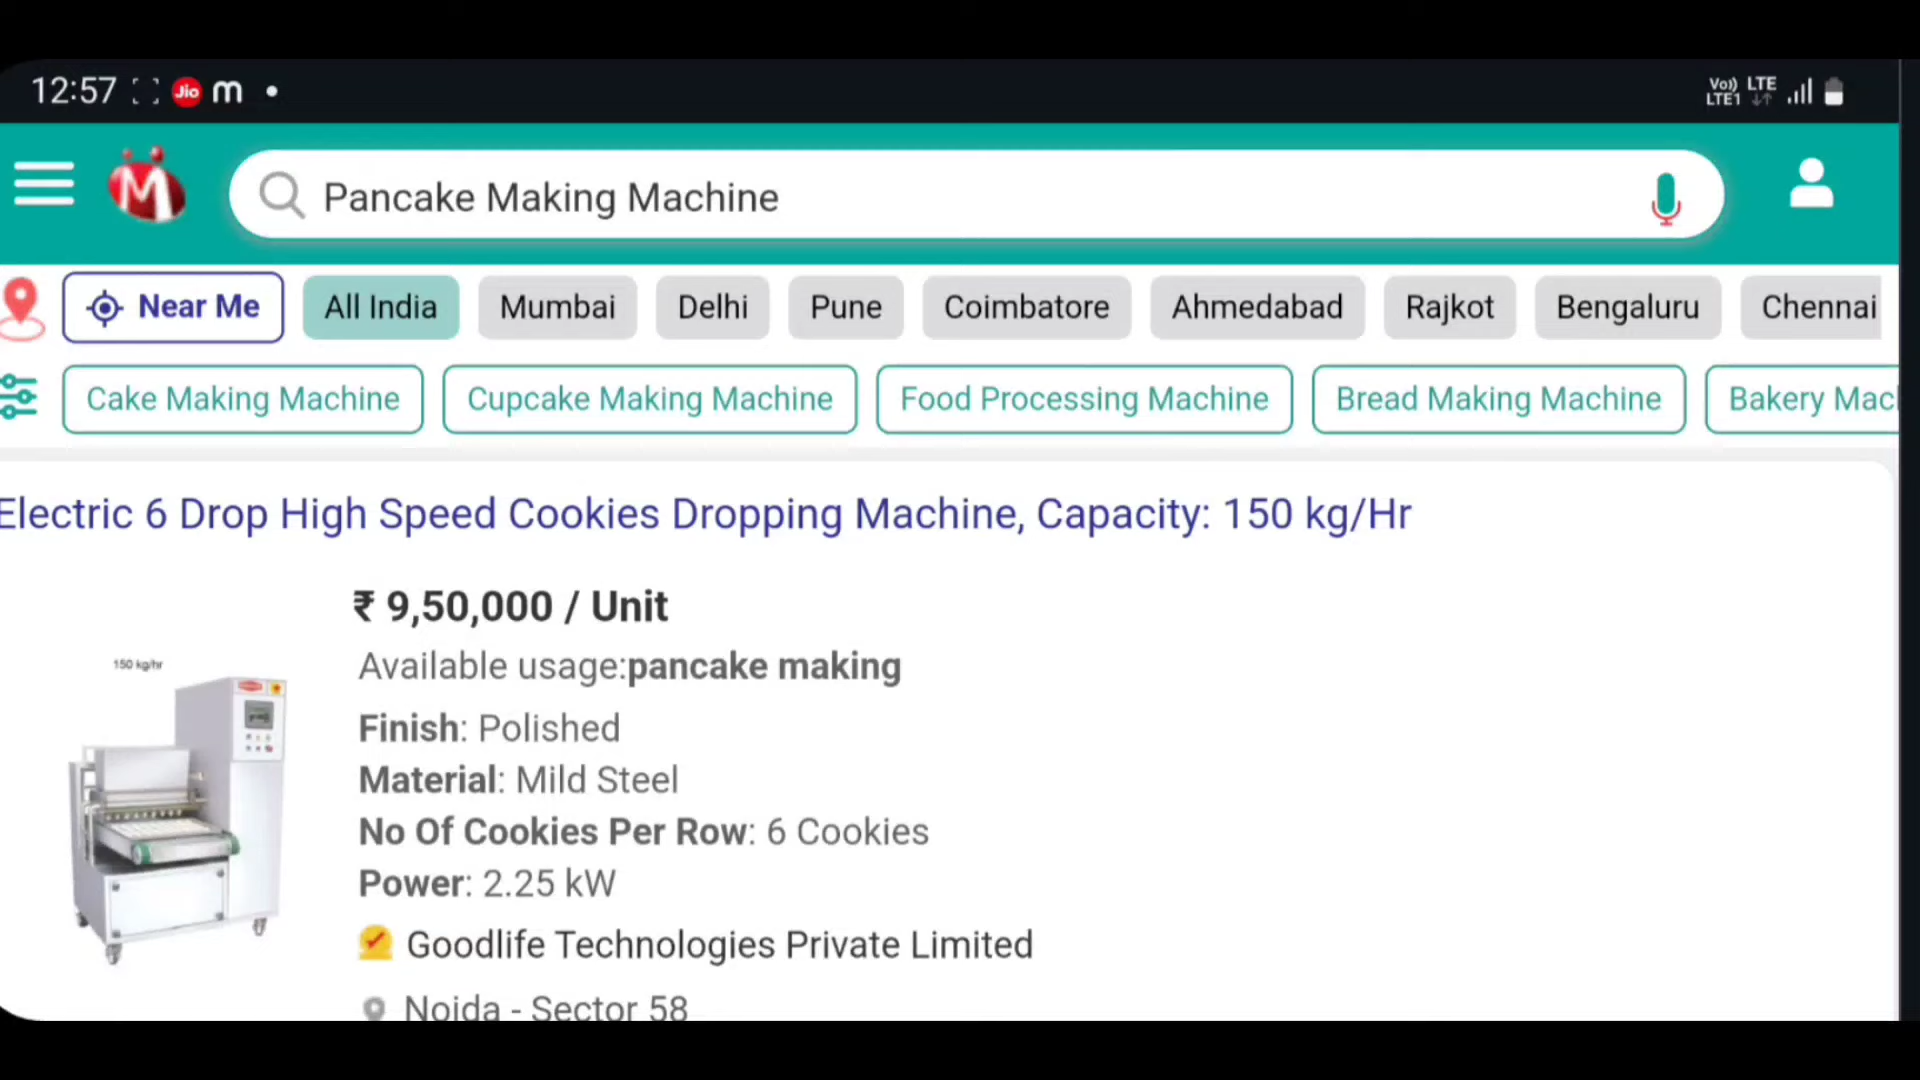 12:57 Jio m
Vo)) LTE
LTE1
M
Pancake Making Machine
Near Me All India Mumbai Delhi Pune Coimbatore Ahmedabad Rajkot Bengaluru Chennai
Cake Making Machine Cupcake Making Machine Food Processing Machine Bread Making Machine Bakery Mac
Electric 6 Drop High Speed Cookies Dropping Machine, Capacity: 150 kg/Hr
₹ 9,50,000 / Unit
150 kg/hr
Available usage:pancake making
Finish: Polished
Material: Mild Steel
No Of Cookies Per Row: 6 Cookies
Power: 2.25 kW
Goodlife Technologies Private Limited
Noida - Sector 58